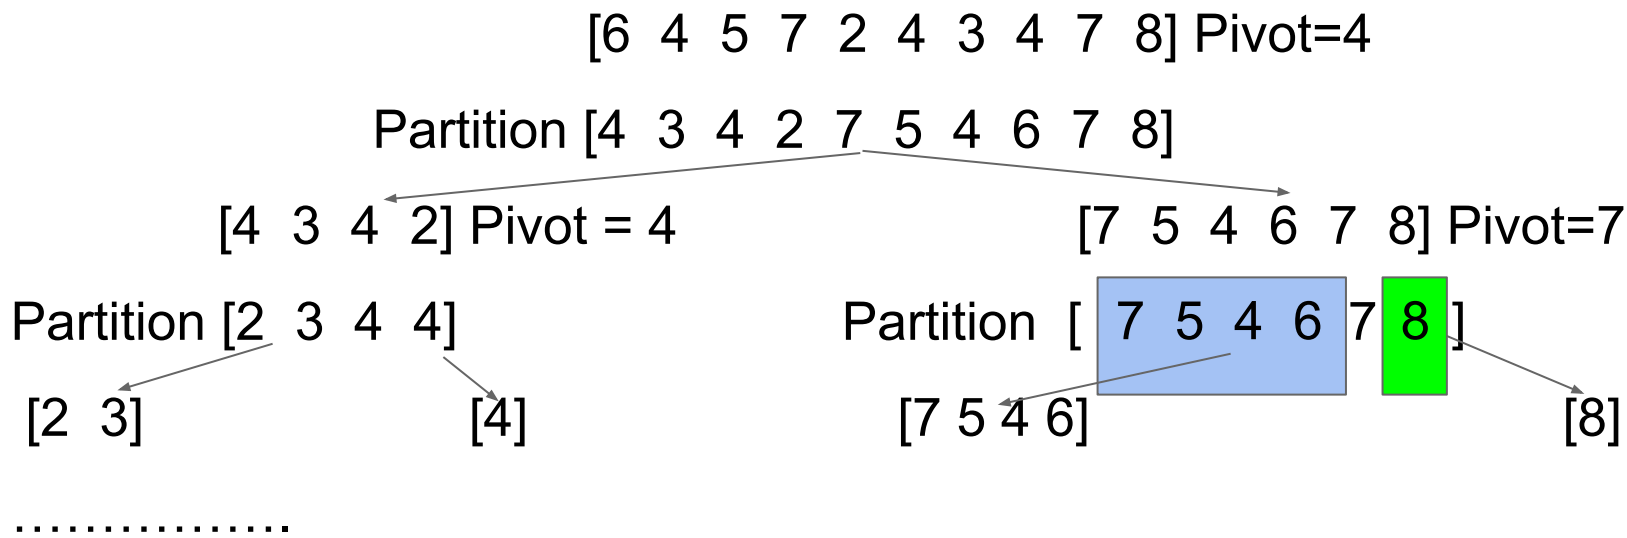 [6 4 5 7 2 4 3 4 7 8] Pivot=4
Partition [4 3 4 2 7 5 4 6 7 8]
[4 3 4 2] Pivot = 4
[7 5 4 6 7 8] Pivot=7
Partition [2 3 4 4]
Partition [ 7 5 4 6 7 8 ]
[2 3]
[4]
[7 5 4 6]
[8]
.................